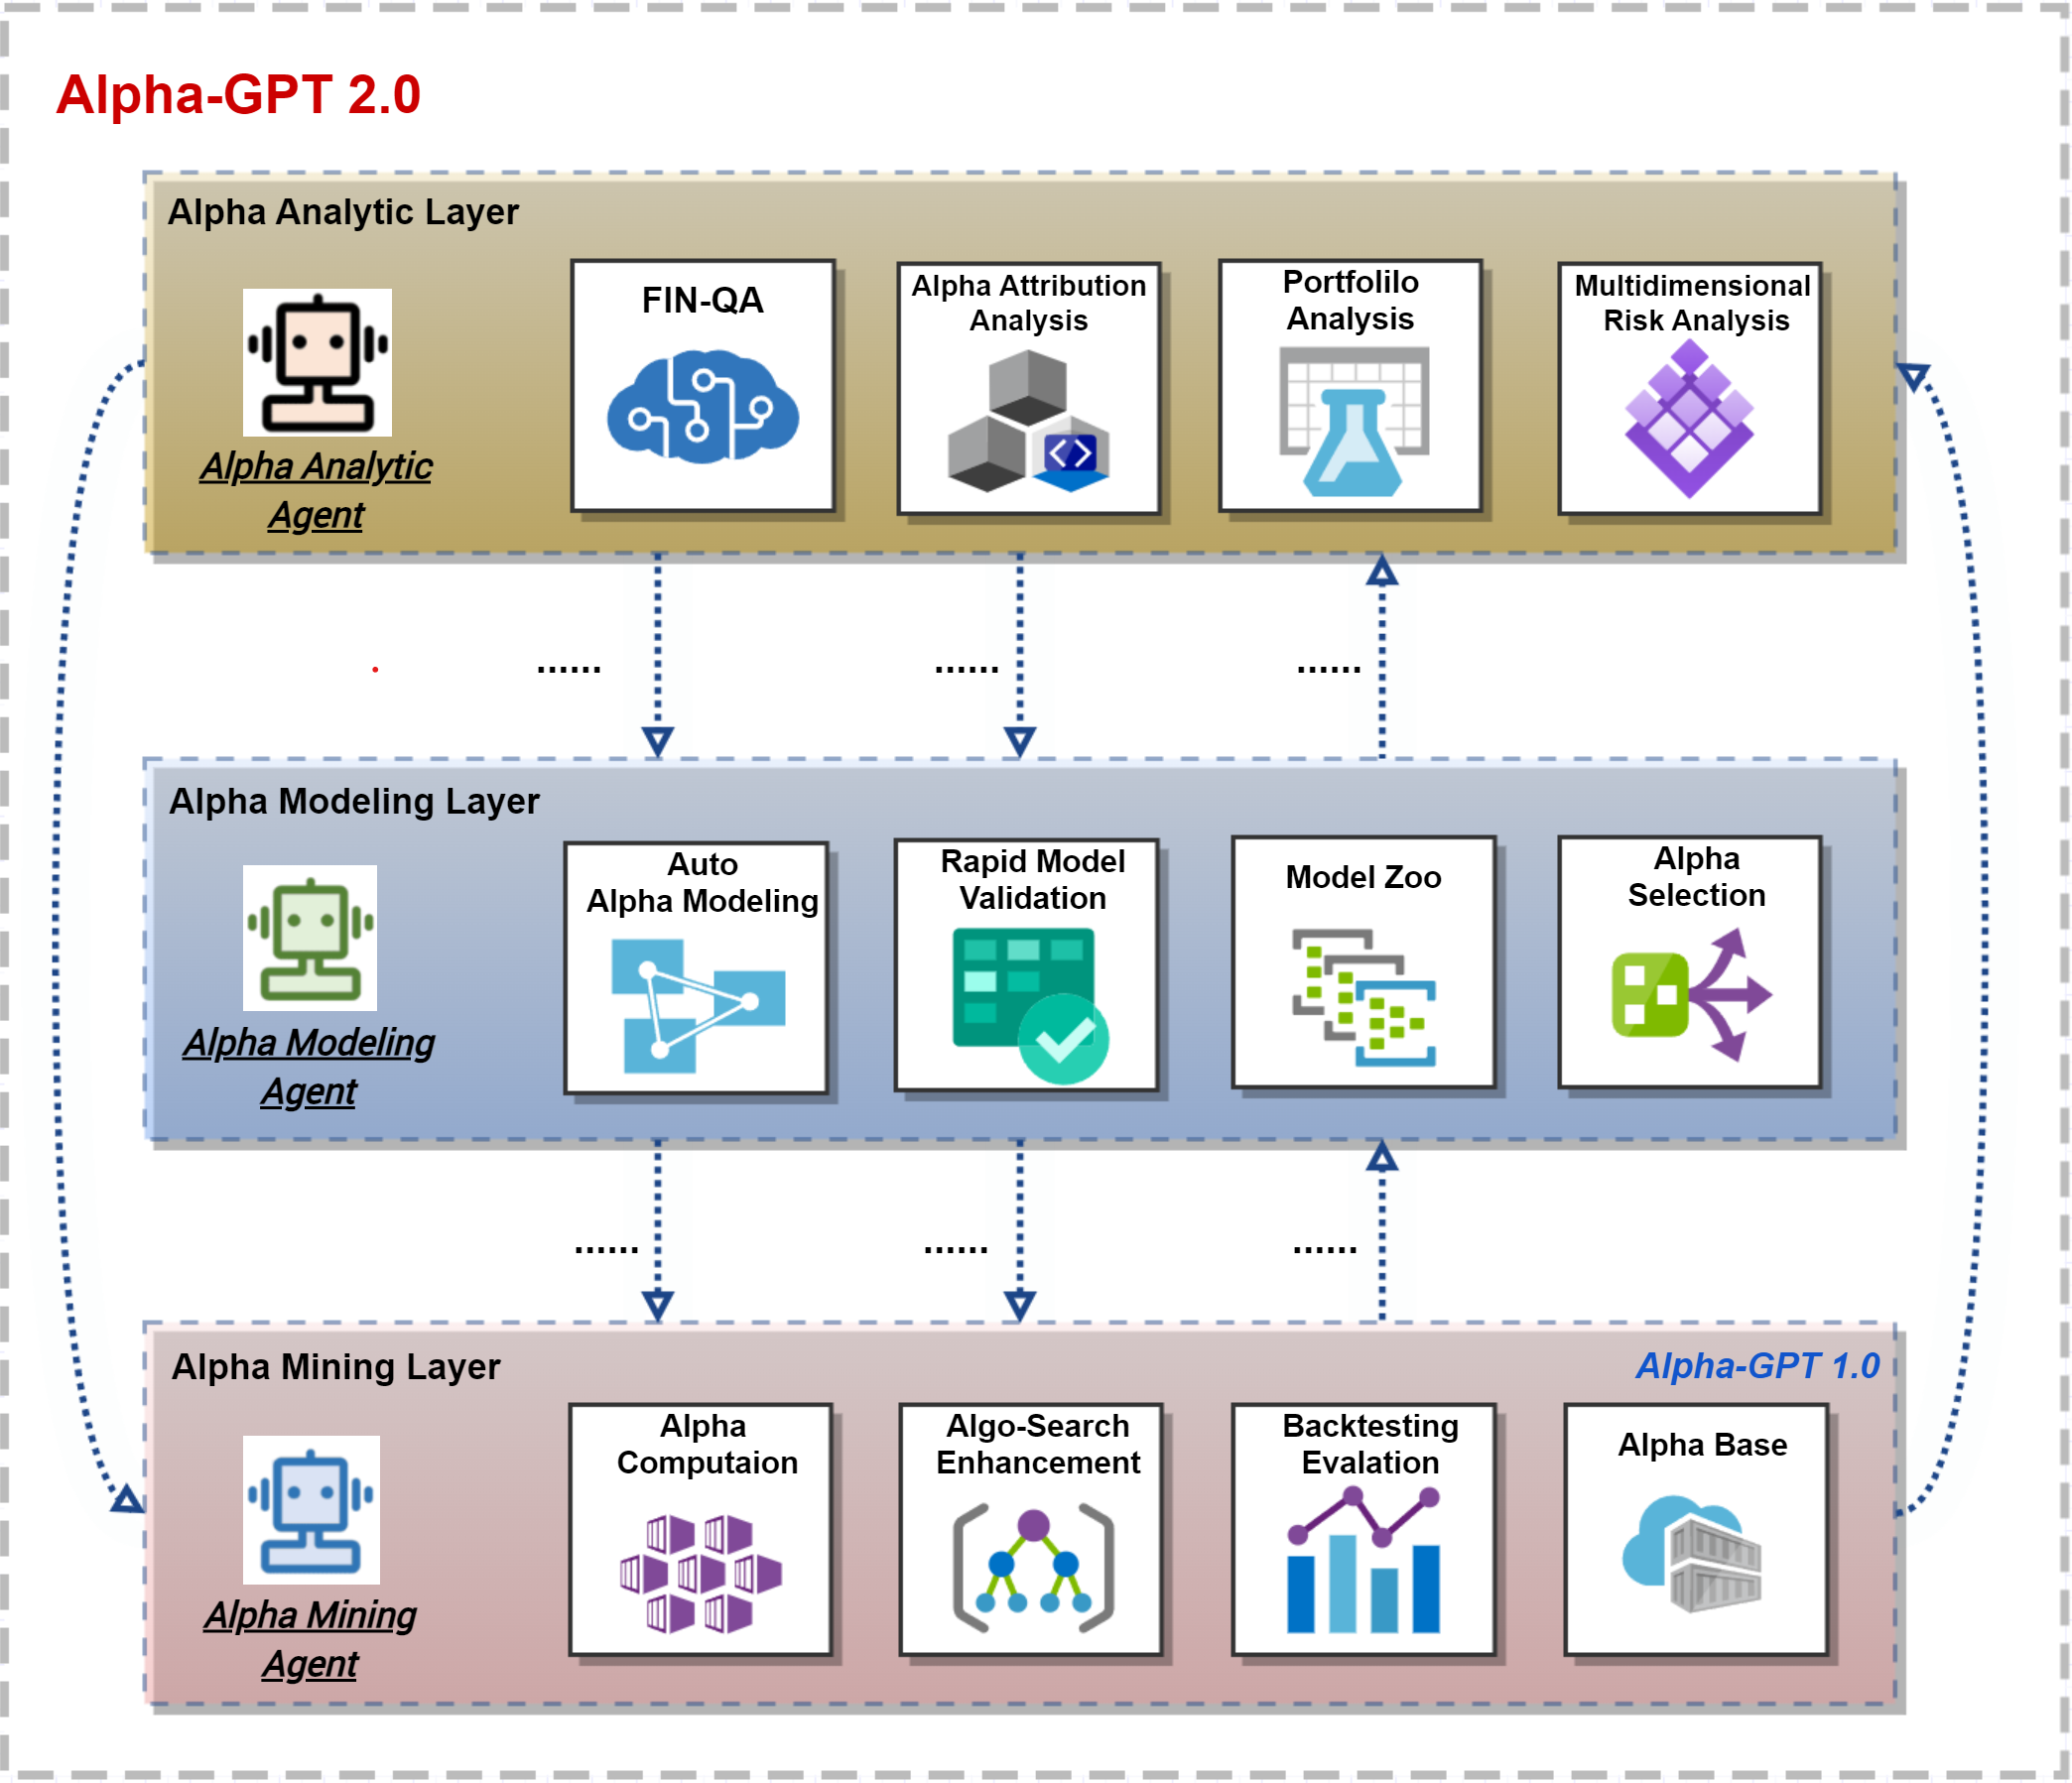 Alpha-GPT 2.0
Alpha Analytic Layer
Alpha Analytic
Agent
FIN-QA
Alpha Attribution
Analysis
Portfolilo
Analysis
Multidimensional
Risk Analysis
......
......
......
Alpha Modeling Layer
Alpha Modeling
Agent
Auto
Alpha Modeling
Rapid Model
Validation
Model Zoo
Alpha
Selection
......
......
......
Alpha Mining Layer
Alpha-GPT 1.0
Alpha Mining
Agent
Alpha
Computaion
Algo-Search
Enhancement
Backtesting
Evalation
Alpha Base